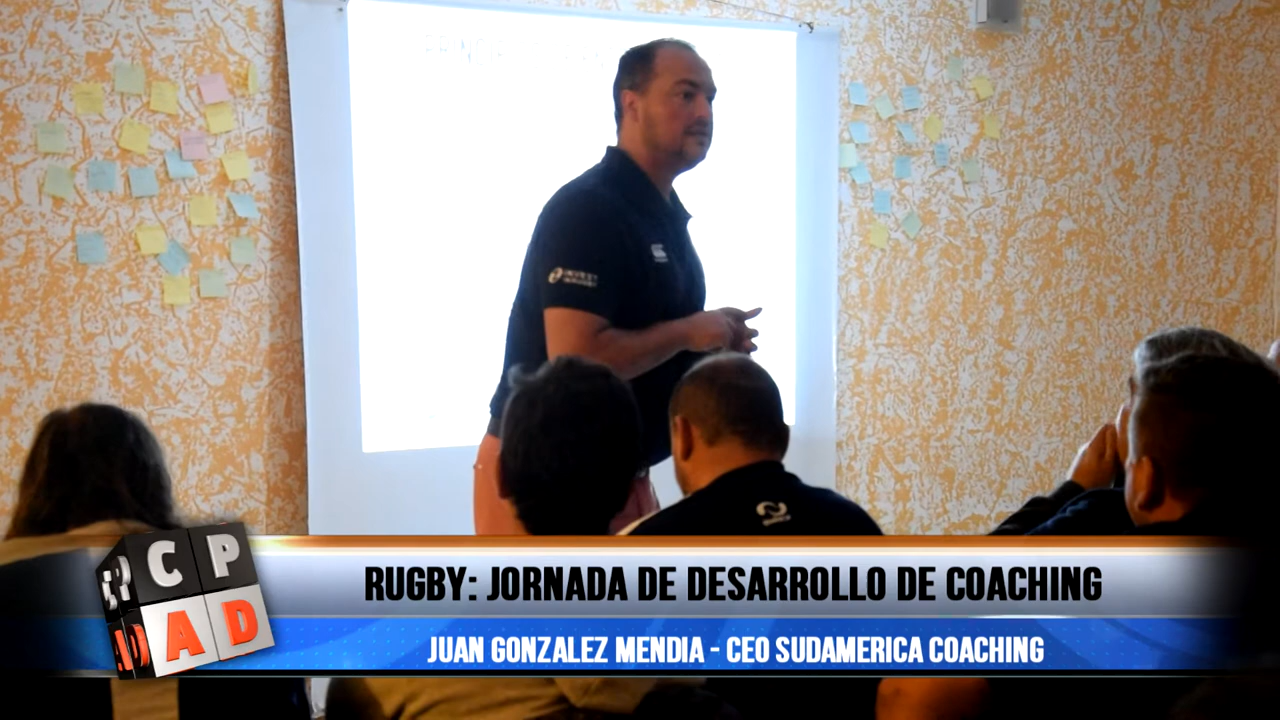 CP
AD
RUGBY: JORNADA DE DESARROLLO DE COACHING
JUAN GONZALEZ MENDIA - CEO SUDAMERICA COACHING